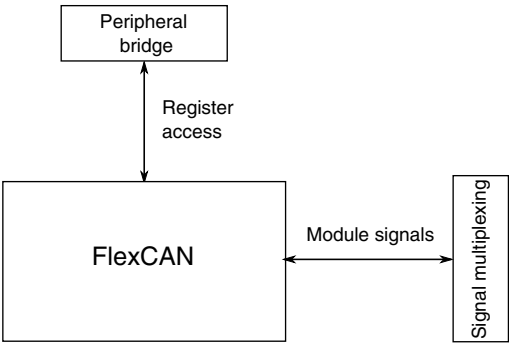 Peripheral
bridge
Register
access
FlexCAN
Module signals
Signal multiplexing